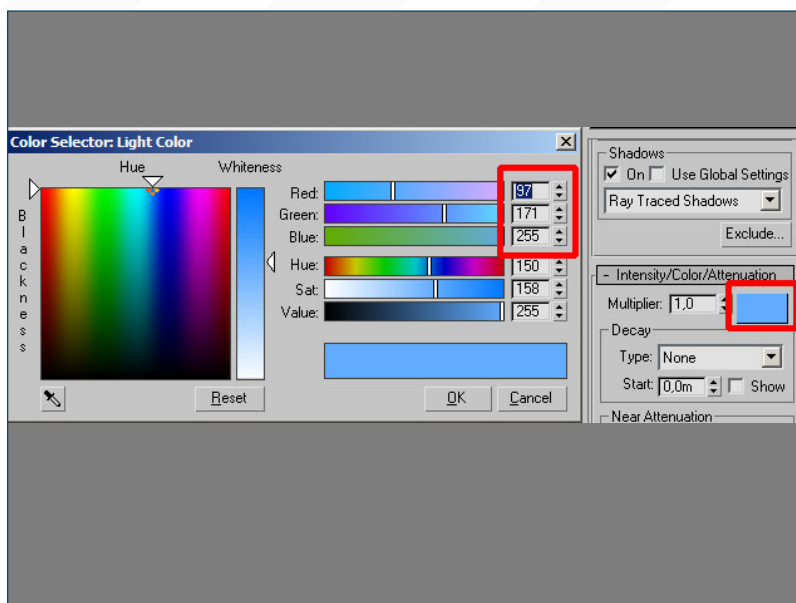 Color Selector: Light Color
Hue Whiteness
Blackness
Red: 97
Green: 171
Blue: 255
Hue: 150
Sat: 158
Value: 255
Reset OK Cancel
Shadows
On Use Global Settings
Ray Traced Shadows
Exclude...
- Intensity/Color/Attenuation
Multiplier: 1,0
Decay
Type: None
Start: 0,0m Show
Near Attenuation